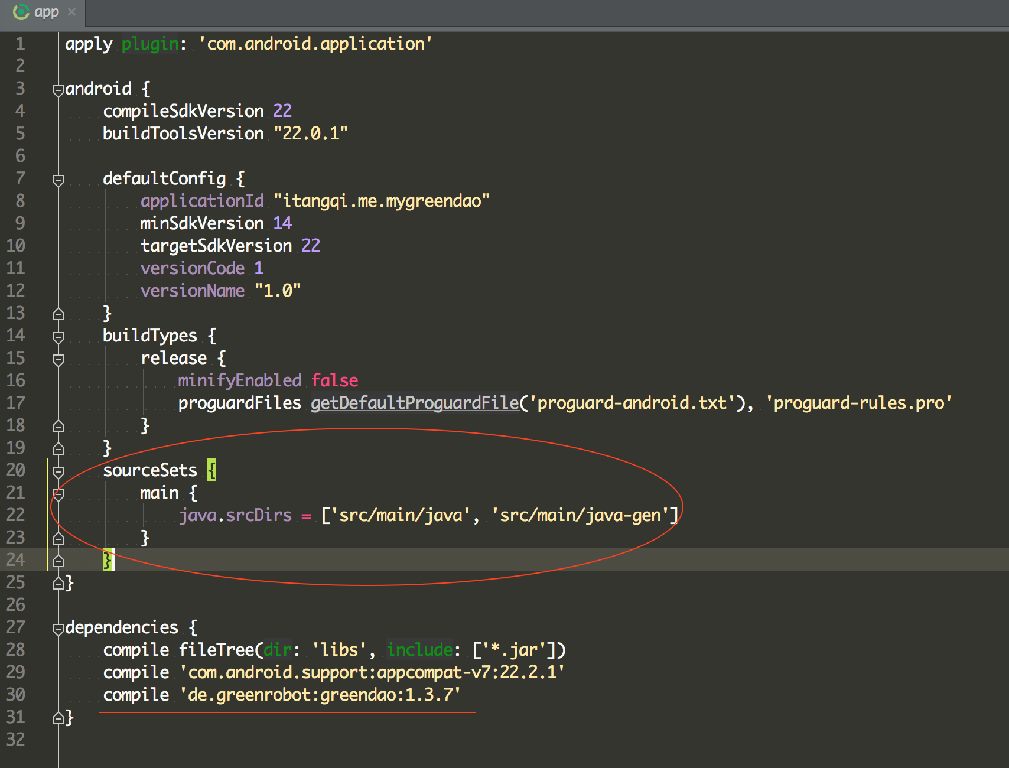 app ×
1 apply plugin: 'com.android.application'
2
3 android {
4 compileSdkVersion 22
5 buildToolsVersion "22.0.1"
6
7 defaultConfig {
8 applicationId "itangqi.me.mygreendao"
9 minSdkVersion 14
10 targetSdkVersion 22
11 versionCode 1
12 versionName "1.0"
13 }
14 buildTypes {
15 release {
16 minifyEnabled false
17 proguardFiles getDefaultProguardFile('proguard-android.txt'), 'proguard-rules.pro'
18 }
19 }
20 sourceSets {
21 main {
22 java.srcDirs = ['src/main/java', 'src/main/java-gen']
23 }
24 }
25 }
26
27 dependencies {
28 compile fileTree(dir: 'libs', include: ['*.jar'])
29 compile 'com.android.support:appcompat-v7:22.2.1'
30 compile 'de.greenrobot:greendao:1.3.7'
31 }
32